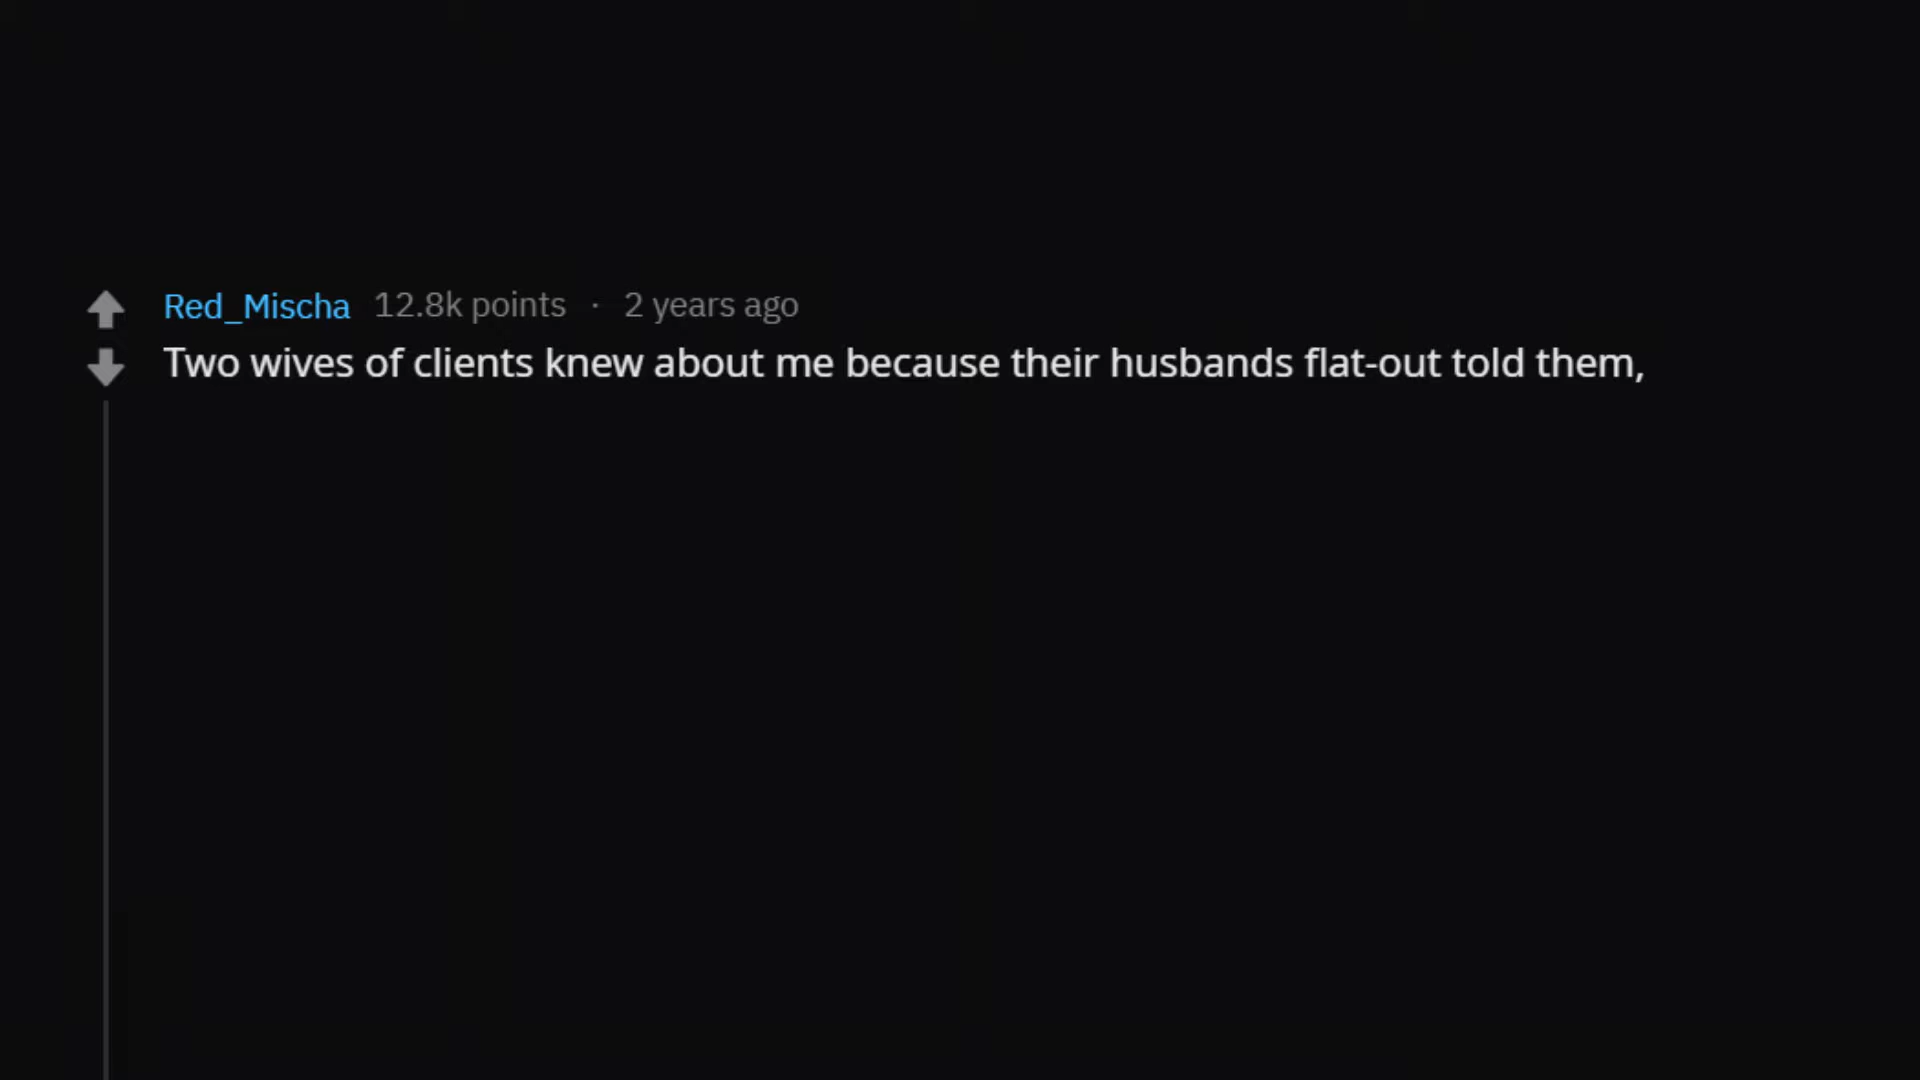 Red_Mischa 12.8k points · 2 years ago
Two wives of clients knew about me because their husbands flat-out told them,